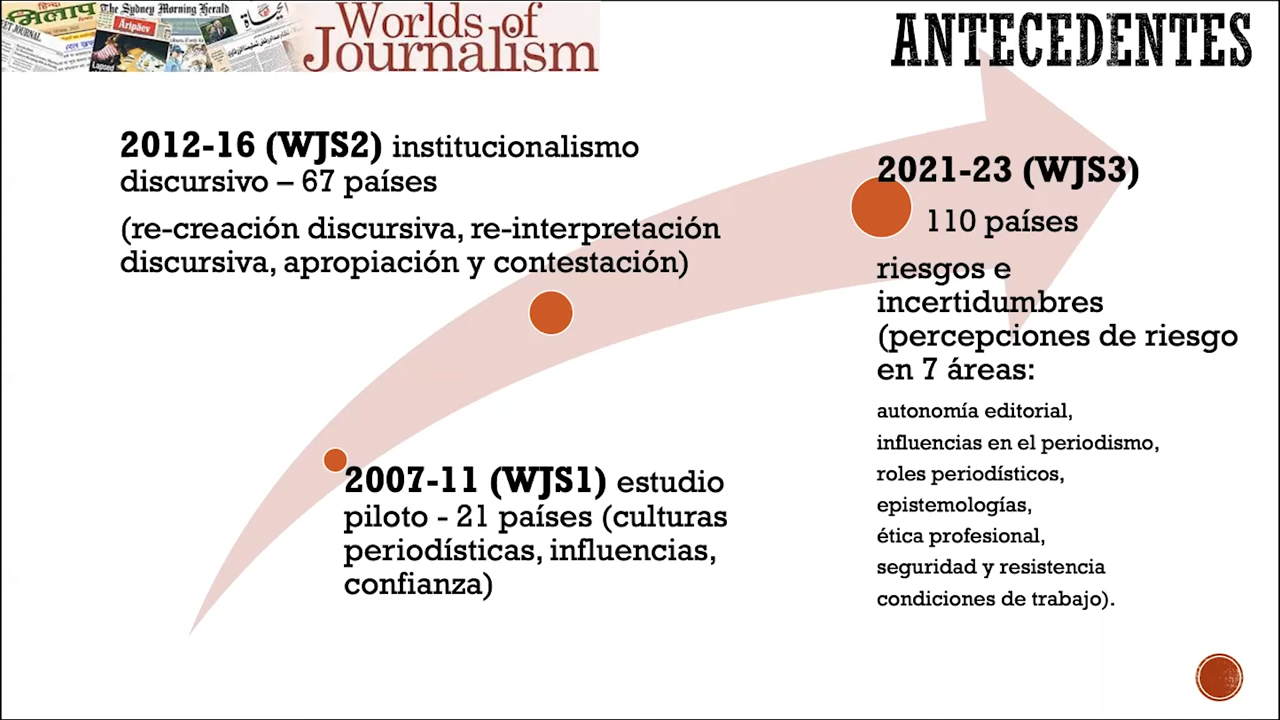 मिलाप
The Sydney Morning Herald
Äripäev
Worlds of
Journalism
ANTECEDENTES
2012-16 (WJS2) institucionalismo
discursivo – 67 países
(re-creación discursiva, re-interpretación
discursiva, apropiación y contestación)
2021-23 (WJS3)
110 países
riesgos e
incertidumbres
(percepciones de riesgo
en 7 áreas:
autonomía editorial,
influencias en el periodismo,
roles periodísticos,
epistemologías,
ética profesional,
seguridad y resistencia
condiciones de trabajo).
2007-11 (WJS1) estudio
piloto - 21 países (culturas
periodísticas, influencias,
confianza)